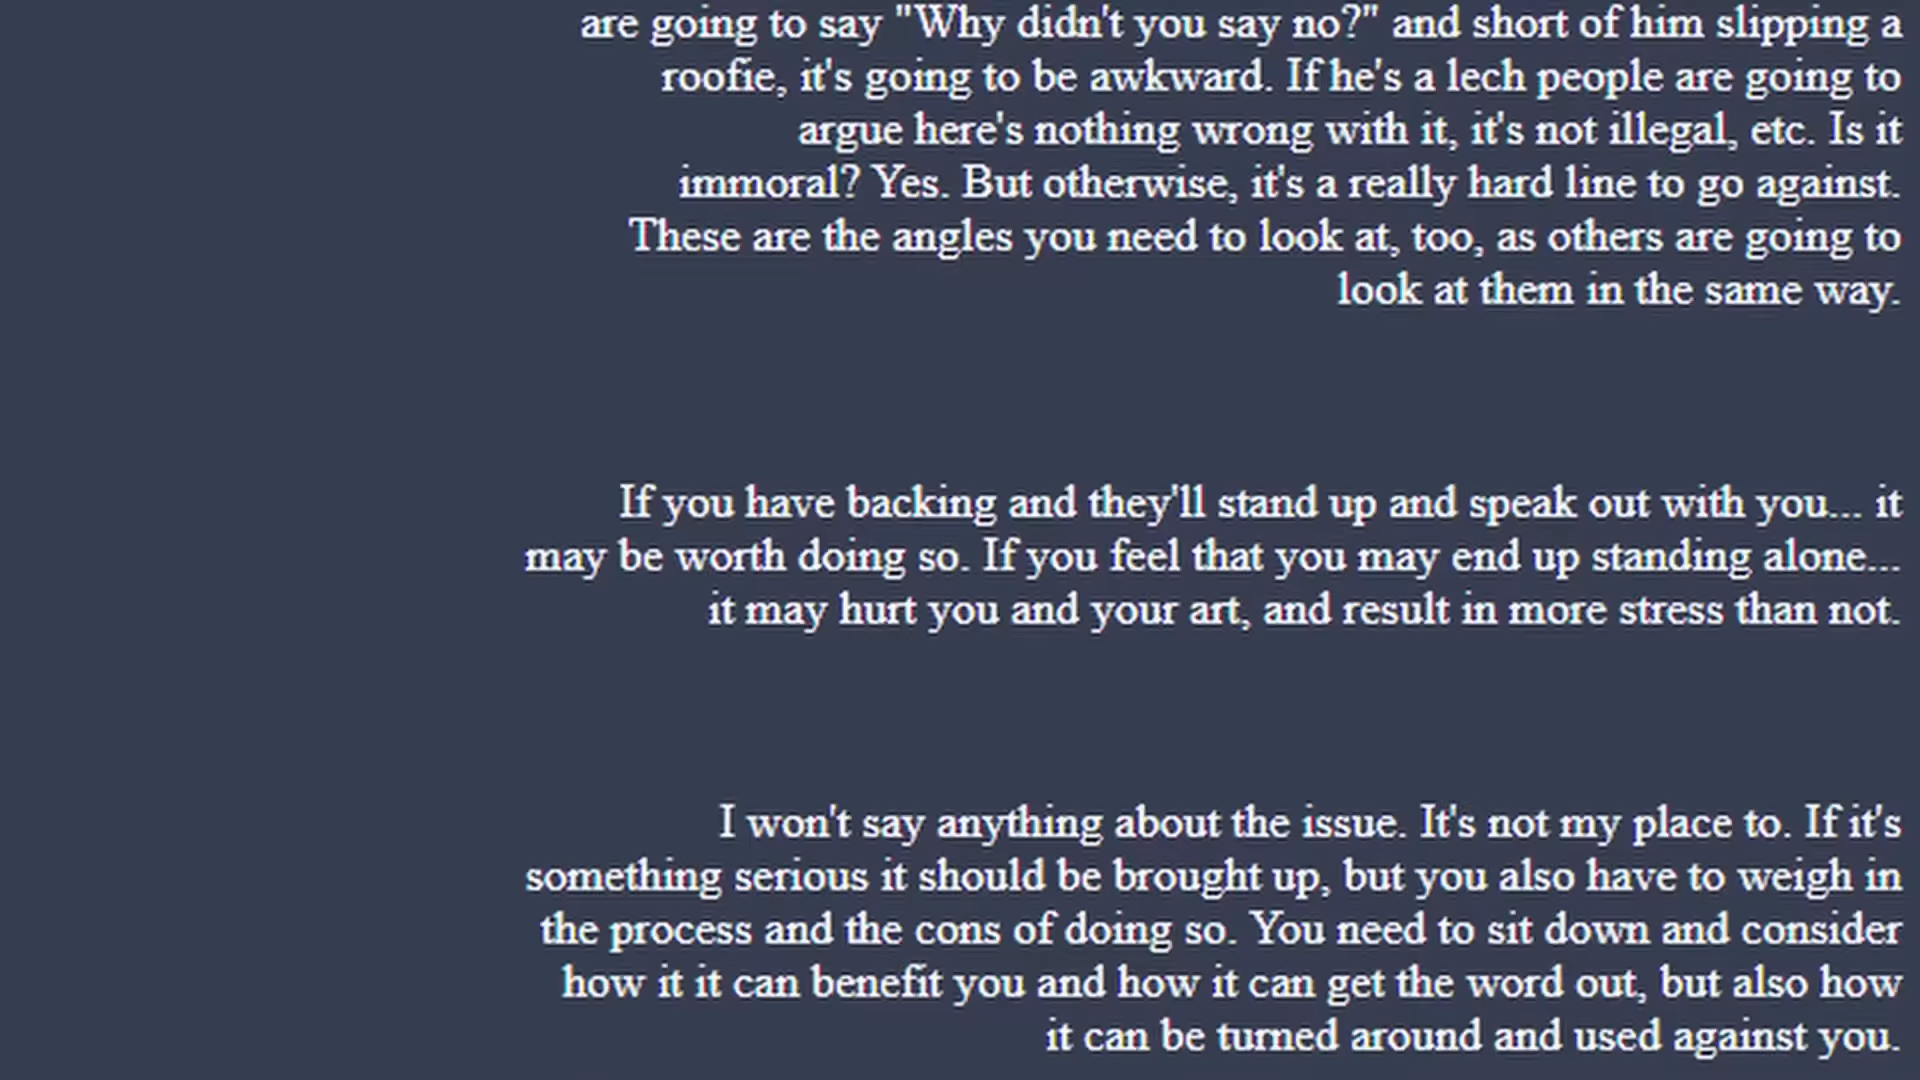 are going to say "Why didn't you say no?" and short of him slipping a
roofie, it's going to be awkward. If he's a lech people are going to
argue here's nothing wrong with it, it's not illegal, etc. Is it
immoral? Yes. But otherwise, it's a really hard line to go against.
These are the angles you need to look at, too, as others are going to
look at them in the same way.
If you have backing and they'll stand up and speak out with you... it
may be worth doing so. If you feel that you may end up standing alone...
it may hurt you and your art, and result in more stress than not.
I won't say anything about the issue. It's not my place to. If it's
something serious it should be brought up, but you also have to weigh in
the process and the cons of doing so. You need to sit down and consider
how it it can benefit you and how it can get the word out, but also how
it can be turned around and used against you.